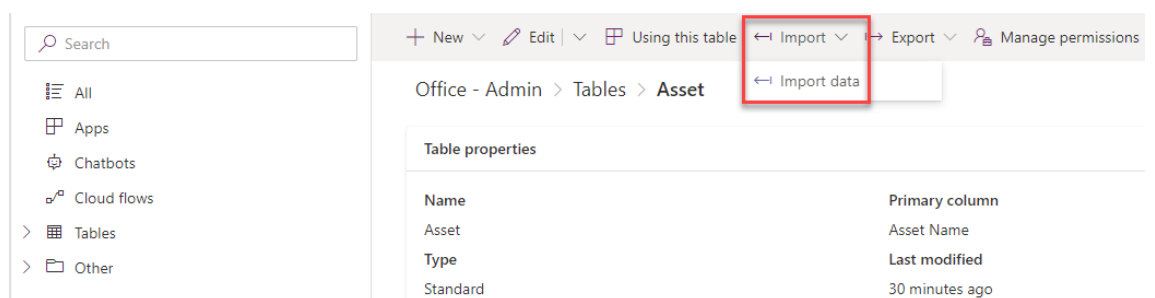 Search
All
Apps
Chatbots
Cloud flows
Tables
Other
New Edit Using this table Import Export Manage permissions
Import data
Office - Admin > Tables > Asset
Table properties
Name Primary column
Asset Asset Name
Type Last modified
Standard 30 minutes ago